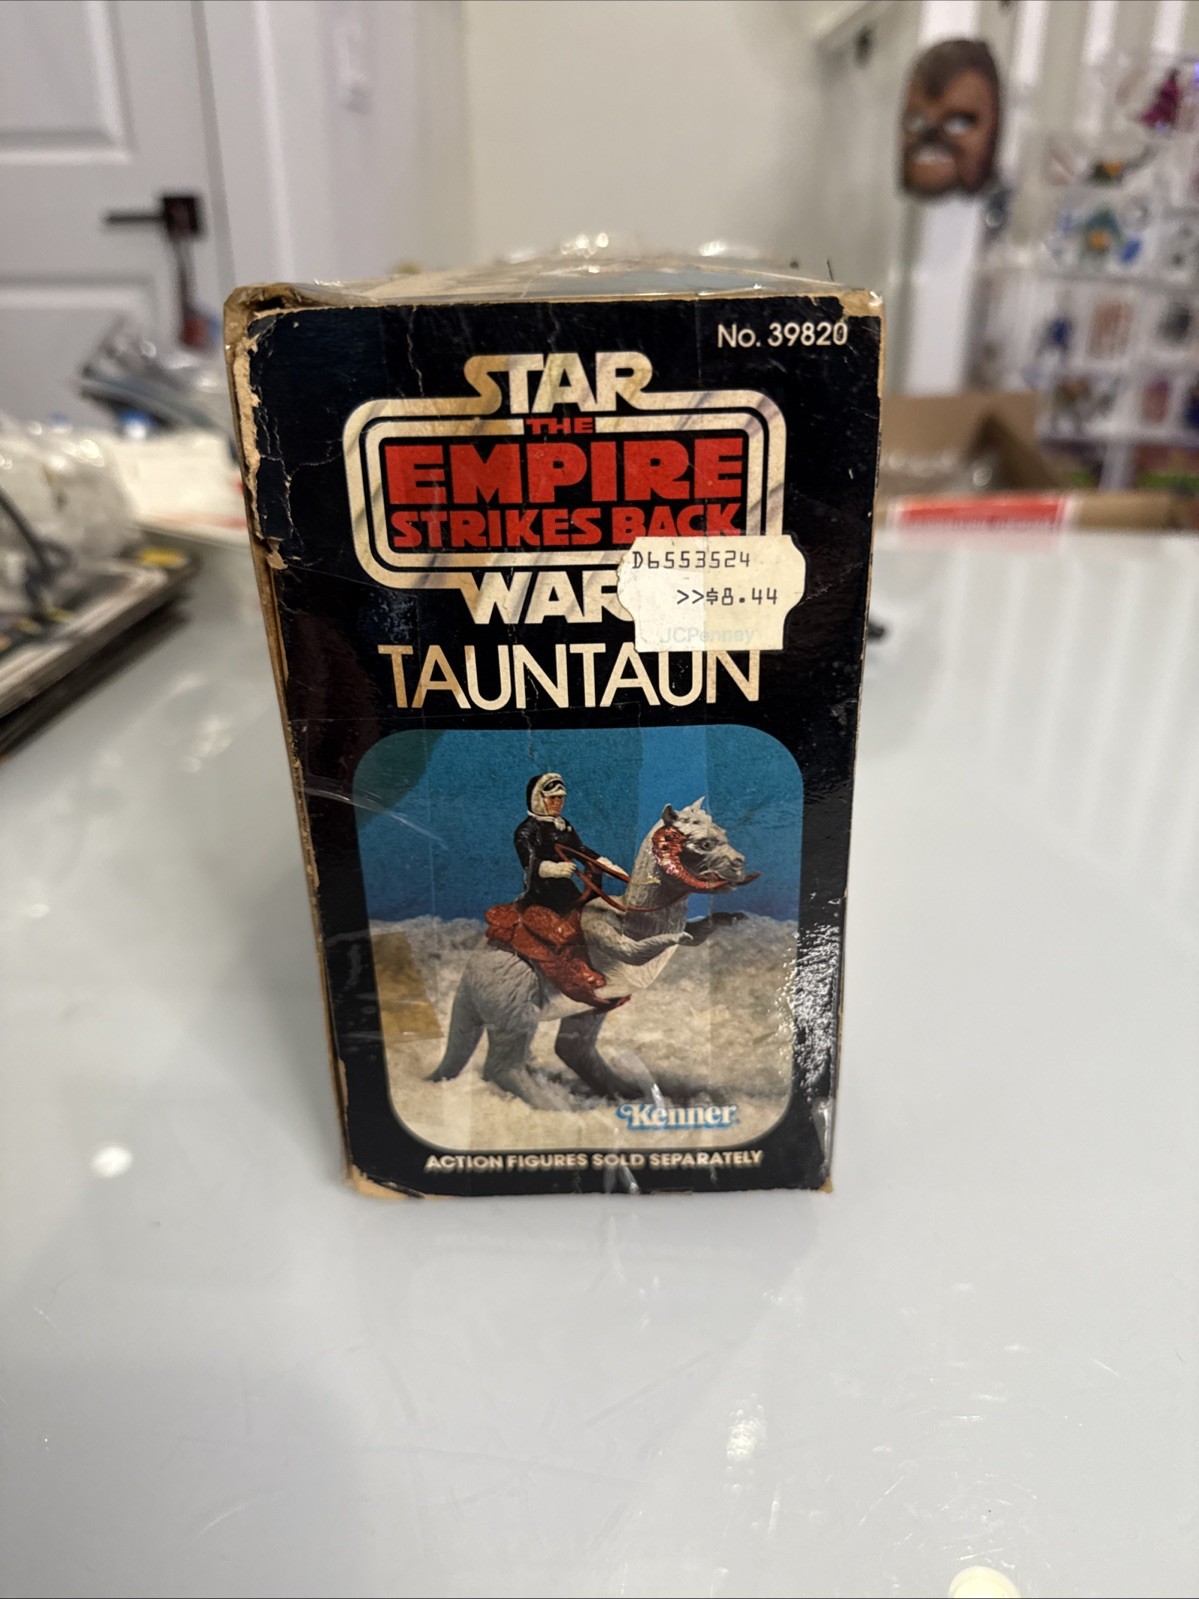 No. 39820
STAR
THE
EMPIRE
STRIKES BACK
WAR
D6553524
>>$8.44
JCPenney
TAUNTAUN
Kenner
ACTION FIGURES SOLD SEPARATELY